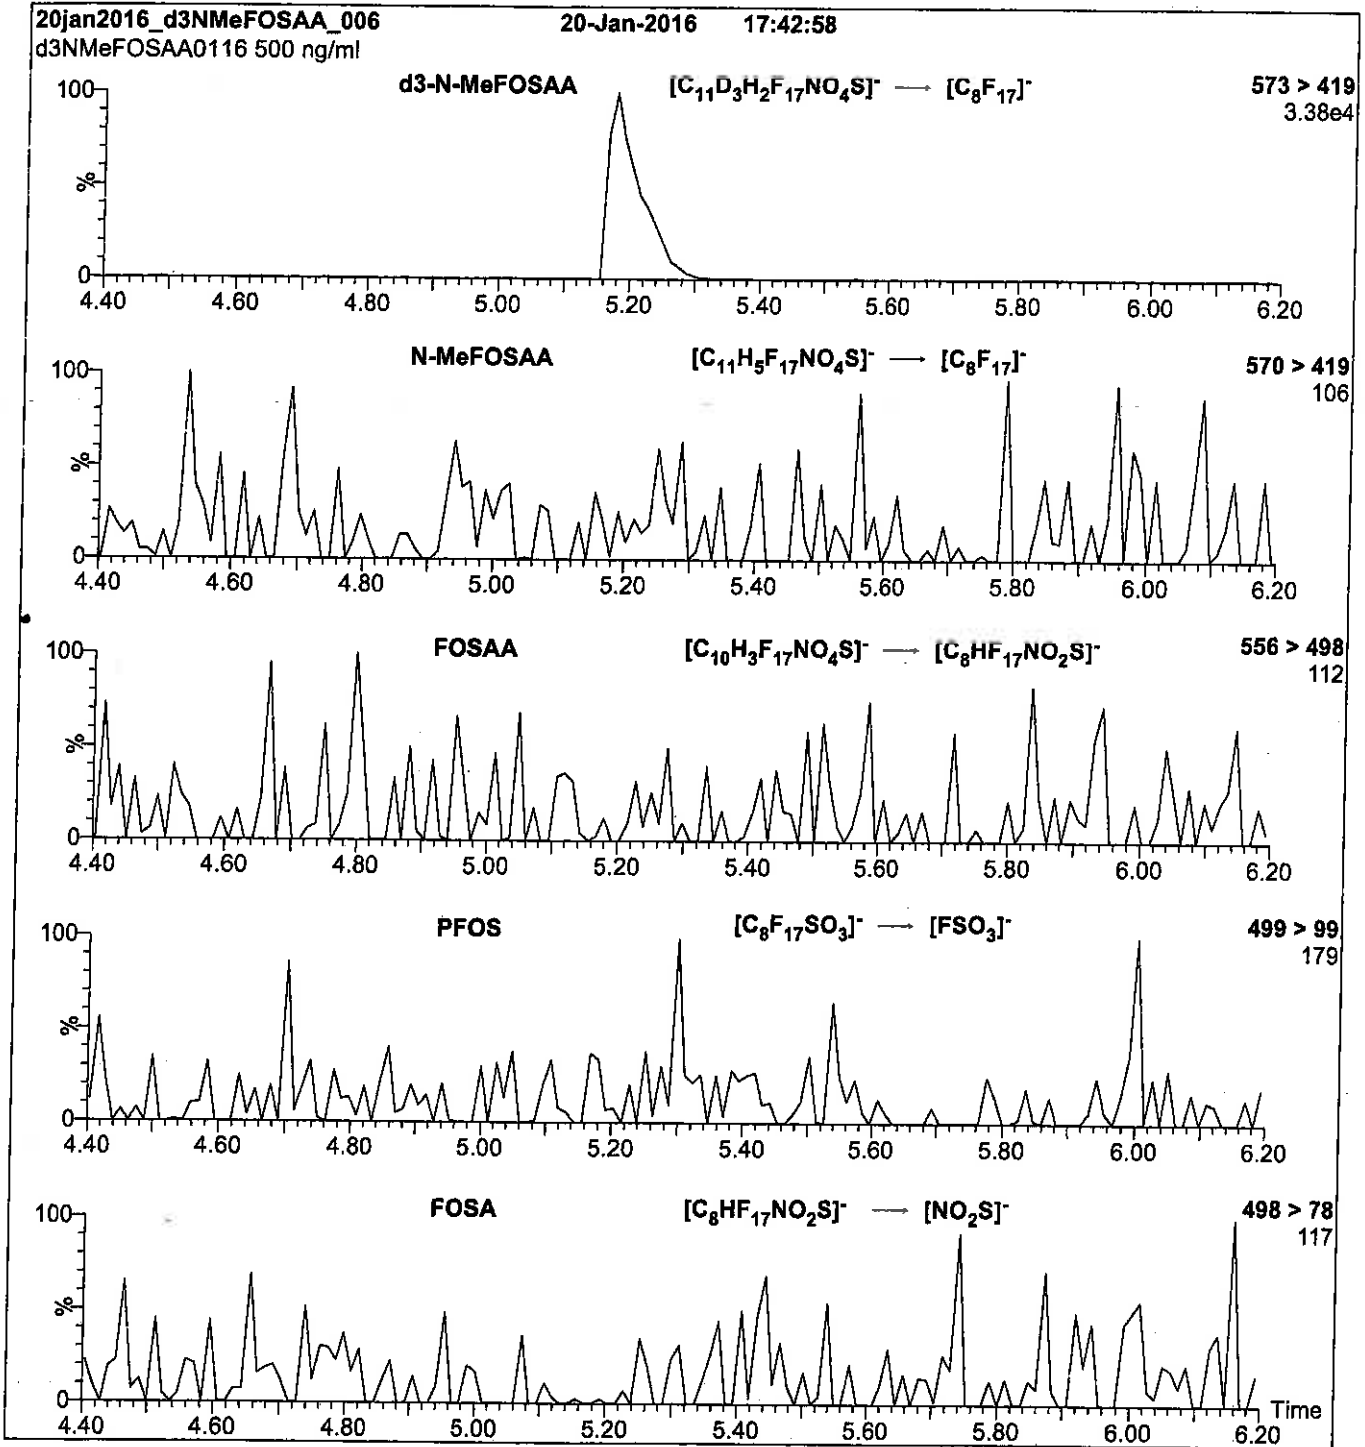 20jan2016_d3NMeFOSAA_006 20-Jan-2016 17:42:58
d3NMeFOSAA0116 500 ng/ml
d3-N-MeFOSAA [C11D3H2F17NO4S]- → [C8F17]- 573 > 419
3.38e4
100
%
0
4.40 4.60 4.80 5.00 5.20 5.40 5.60 5.80 6.00 6.20
N-MeFOSAA [C11H5F17NO4S]- → [C8F17]- 570 > 419
106
100
%
0
4.40 4.60 4.80 5.00 5.20 5.40 5.60 5.80 6.00 6.20
FOSAA [C10H3F17NO4S]- → [C8HF17NO2S]- 556 > 498
112
100
%
0
4.40 4.60 4.80 5.00 5.20 5.40 5.60 5.80 6.00 6.20
PFOS [C8F17SO3]- → [FSO3]- 499 > 99
179
100
%
0
4.40 4.60 4.80 5.00 5.20 5.40 5.60 5.80 6.00 6.20
FOSA [C8HF17NO2S]- → [NO2S]- 498 > 78
117
100
%
0
Time
4.40 4.60 4.80 5.00 5.20 5.40 5.60 5.80 6.00 6.20